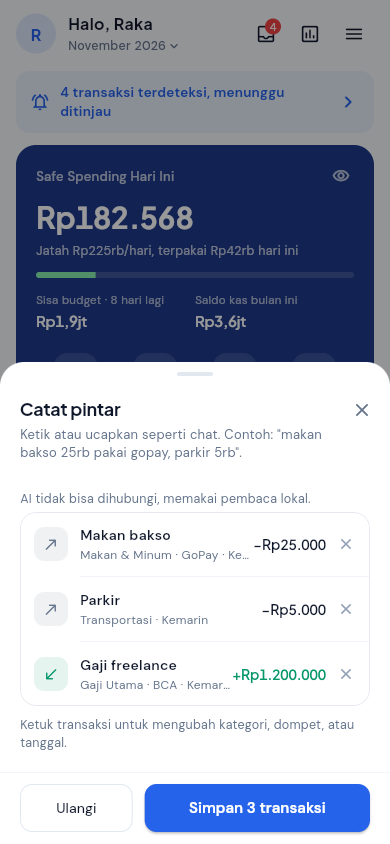 R
Halo, Raka
November 2026
4
4 transaksi terdeteksi, menunggu
ditinjau
Safe Spending Hari Ini
Rp182.568
Jatah Rp225rb/hari, terpakai Rp42rb hari ini
Sisa budget · 8 hari lagi
Saldo kas bulan ini
Rp1,9jt
Rp3,6jt
Catat pintar
Ketik atau ucapkan seperti chat. Contoh: "makan
bakso 25rb pakai gopay, parkir 5rb".
AI tidak bisa dihubungi, memakai pembaca lokal.
Makan bakso
Makan & Minum · GoPay · Ke...
-Rp25.000
Parkir
Transportasi · Kemarin
-Rp5.000
Gaji freelance
Gaji Utama · BCA · Kemar...
+Rp1.200.000
Ketuk transaksi untuk mengubah kategori, dompet, atau
tanggal.
Ulangi
Simpan 3 transaksi